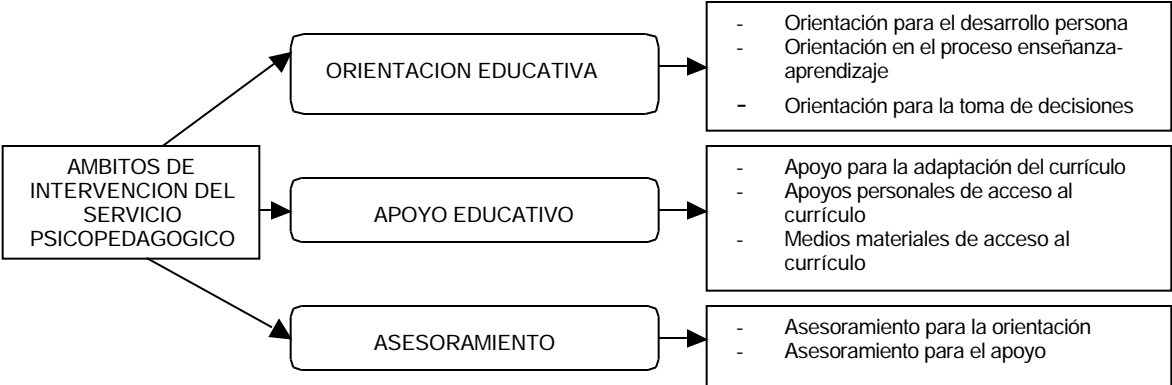 AMBITOS DE
INTERVENCION DEL
SERVICIO
PSICOPEDAGOGICO
ORIENTACION EDUCATIVA
- Orientación para el desarrollo persona
- Orientación en el proceso enseñanza-
aprendizaje
- Orientación para la toma de decisiones
APOYO EDUCATIVO
- Apoyo para la adaptación del currículo
- Apoyos personales de acceso al
currículo
- Medios materiales de acceso al
currículo
ASESORAMIENTO
- Asesoramiento para la orientación
- Asesoramiento para el apoyo